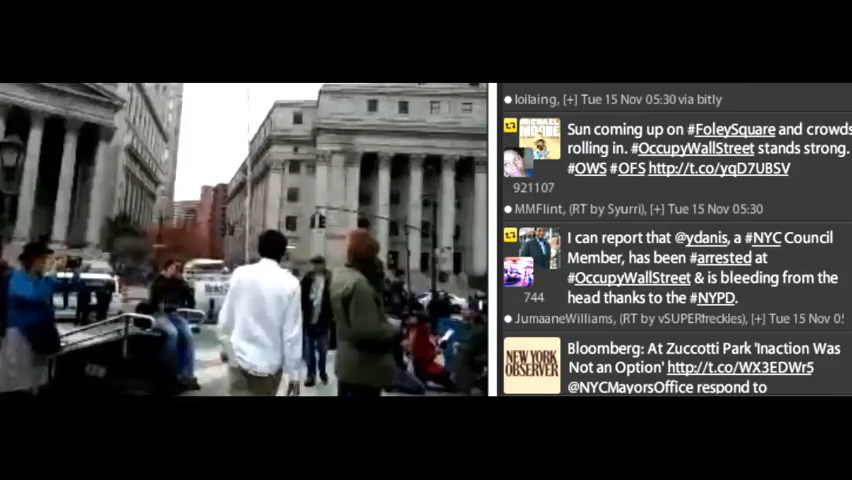 loilaing, [+] Tue 15 Nov 05:30 via bitly
MICHAEL
MOORE
Sun coming up on #FoleySquare and crowds
rolling in. #OccupyWallStreet stands strong.
#OWS #OFS http://t.co/yqD7UBSV
921107
MMFlint, (RT by Syurri), [+] Tue 15 Nov 05:30
I can report that @ydanis, a #NYC Council
Member, has been #arrested at
#OccupyWallStreet & is bleeding from the
head thanks to the #NYPD.
744
JumaaneWilliams, (RT by vSUPERfreckles), [+] Tue 15 Nov 05:
NEW YORK
OBSERVER
Bloomberg: At Zuccotti Park 'Inaction Was
Not an Option' http://t.co/WX3EDWr5
@NYCMayorsOffice respond to